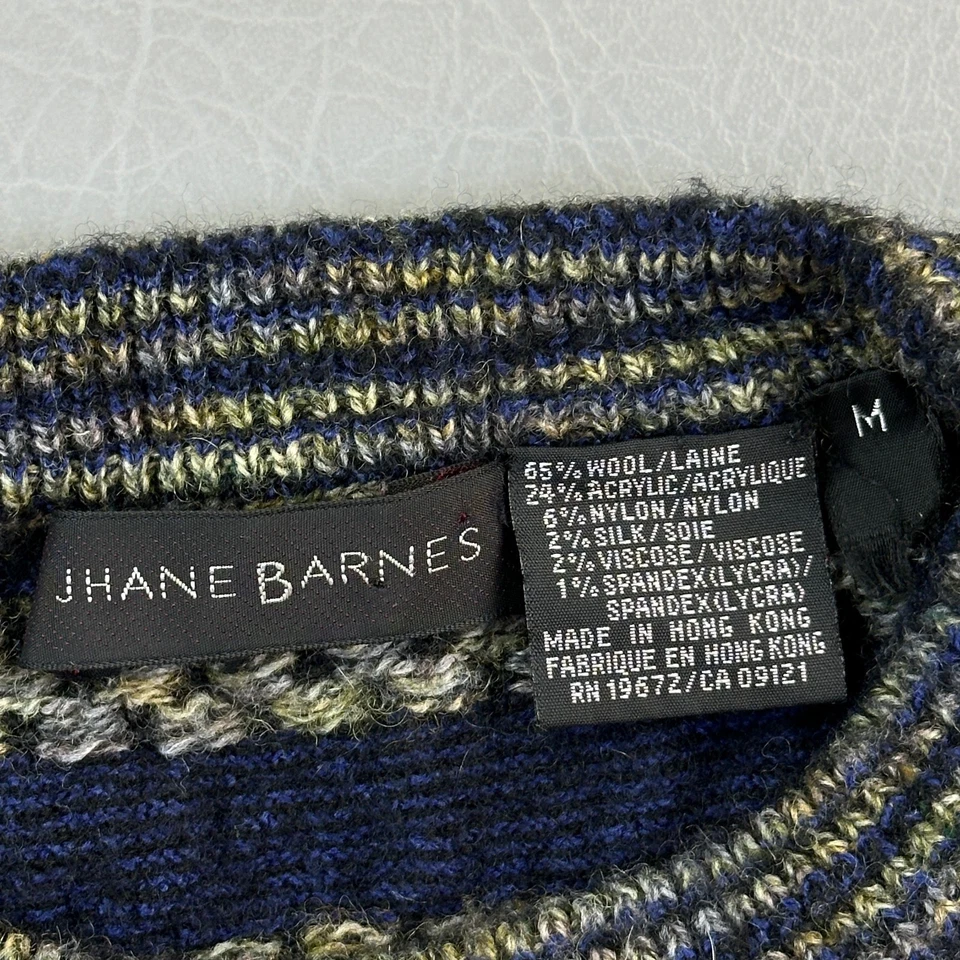 JHANE BARNES
65% WOOL/LAINE
24% ACRYLIC/ACRYLIQUE
6% NYLON/NYLON
2% SILK/SOIE
2% VISCOSE/VISCOSE
1% SPANDEX(LYCRA)/
SPANDEX(LYCRA)
MADE IN HONG KONG
FABRIQUE EN HONG KONG
RN 19672/CA 09121
M